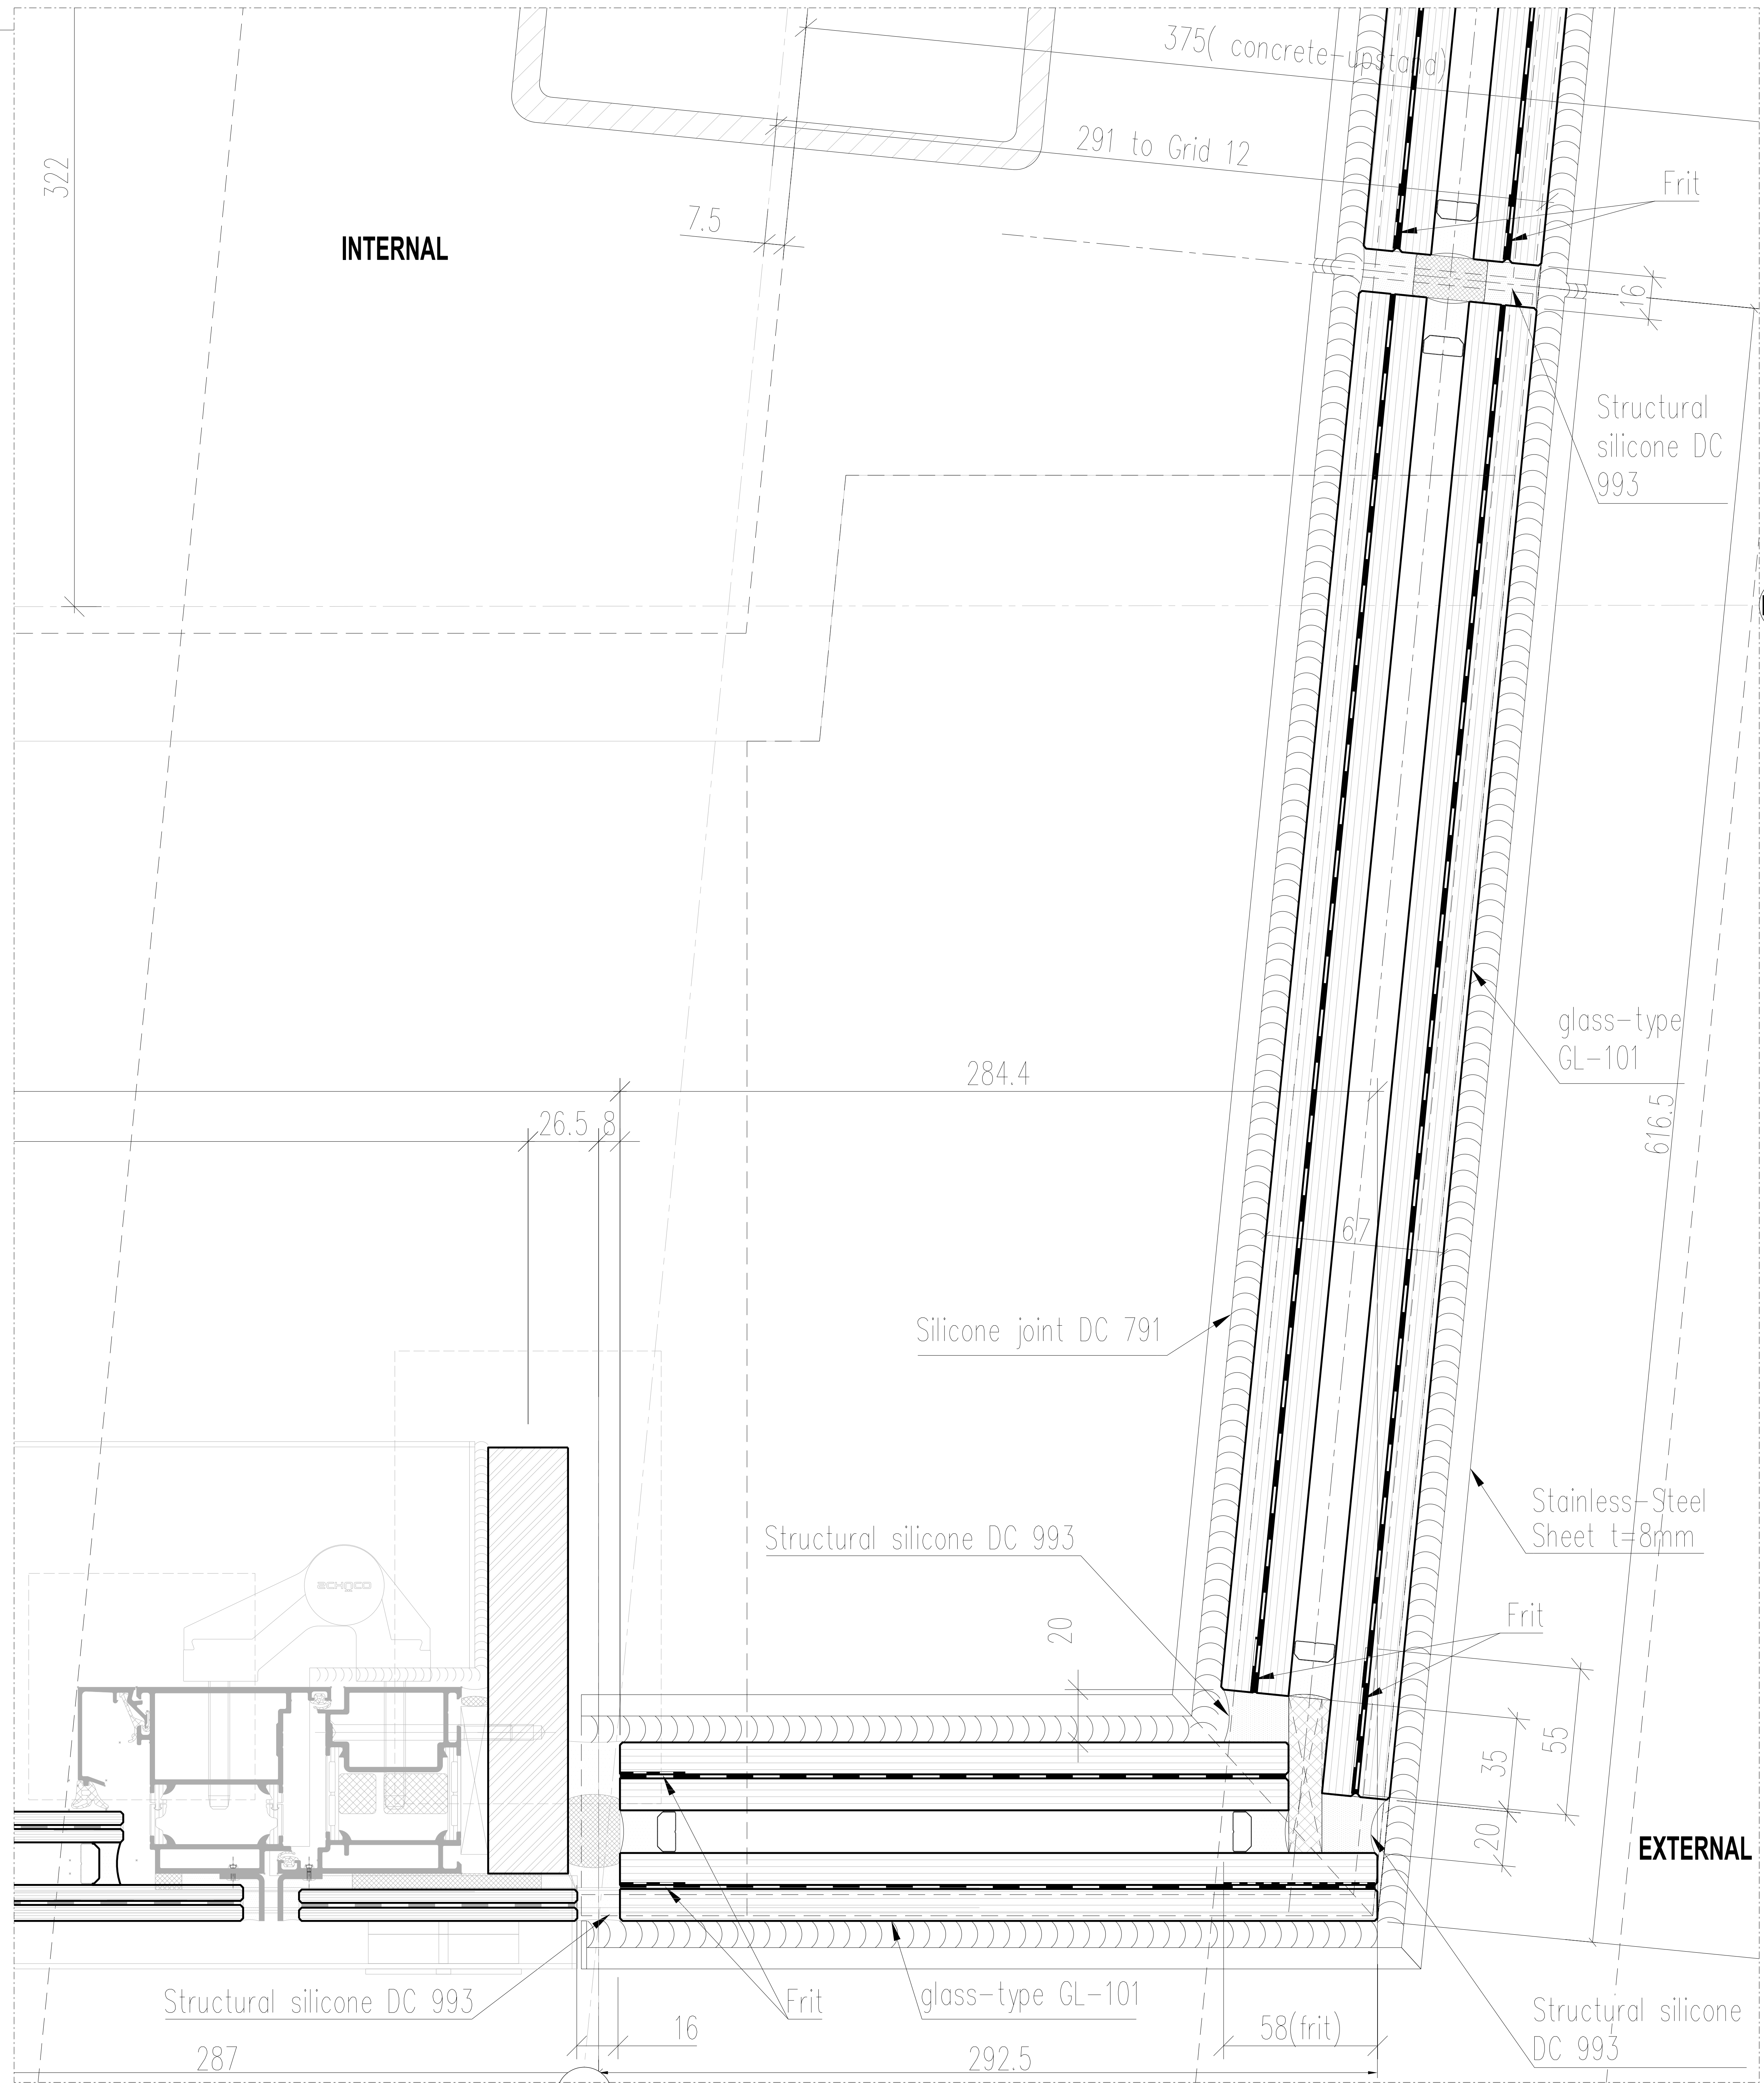 375( concrete-upstand)
322
291 to Grid 12
Frit
7.5
INTERNAL
16
Structural
silicone DC
993
glass-type
GL-101
284.4
616.5
26.5 8
67
Silicone joint DC 791
Stainless-Steel
Sheet t=8mm
Structural silicone DC 993
SCHÜCO
Frit
20
55
35
20
EXTERNAL
Structural silicone DC 993
Frit
glass-type GL-101
Structural silicone
DC 993
16
58(frit)
287
292.5